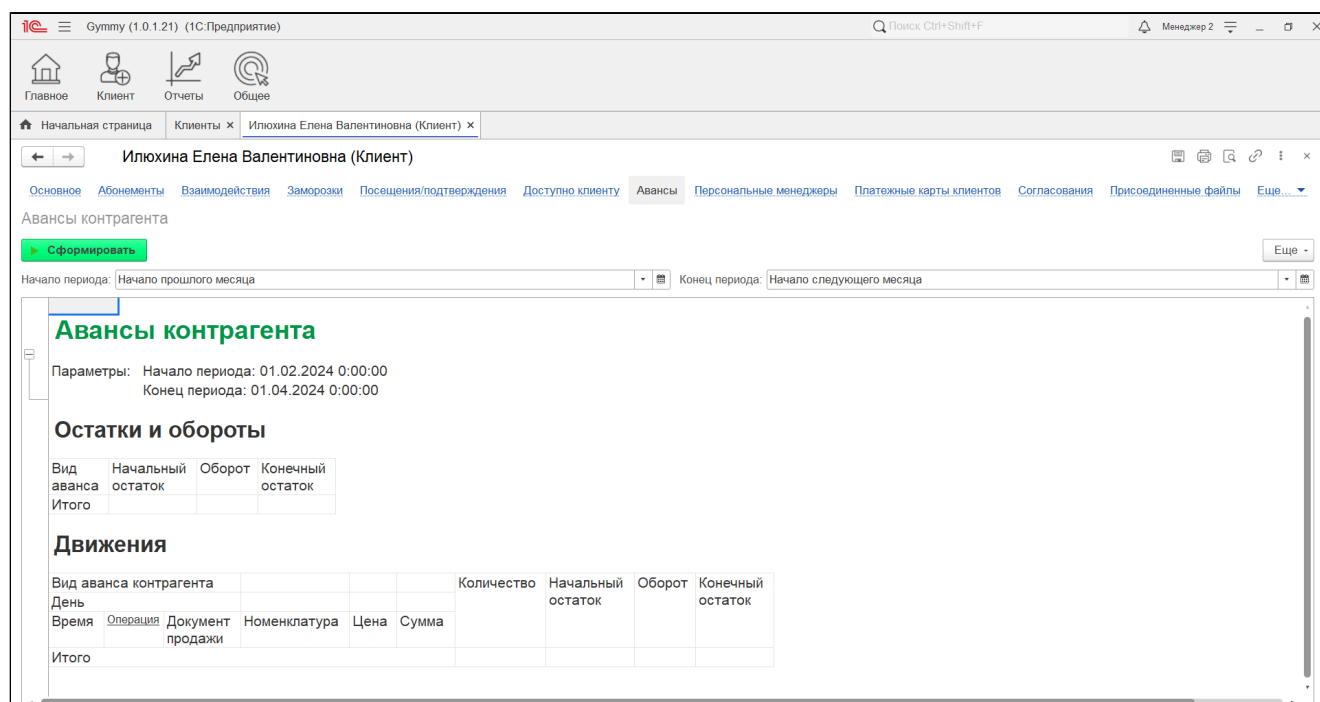 1С Gymmy (1.0.1.21) (1С:Предприятие) Поиск Ctrl+Shift+F Менеджер 2
Главное Клиент Отчеты Общее
Начальная страница Клиенты × Илюхина Елена Валентиновна (Клиент) ×
Илюхина Елена Валентиновна (Клиент)
Основное Абонементы Взаимодействия Заморозки Посещения/подтверждения Доступно клиенту Авансы Персональные менеджеры Платежные карты клиентов Согласования Присоединенные файлы Еще...
Авансы контрагента
Сформировать Еще
Начало периода: Начало прошлого месяца Конец периода: Начало следующего месяца
Авансы контрагента
Параметры: Начало периода: 01.02.2024 0:00:00
Конец периода: 01.04.2024 0:00:00
Остатки и обороты
Вид Начальный Оборот Конечный
аванса остаток остаток
Итого
Движения
Вид аванса контрагента Количество Начальный Оборот Конечный
День остаток остаток
Время Операция Документ Номенклатура Цена Сумма
продажи
Итого